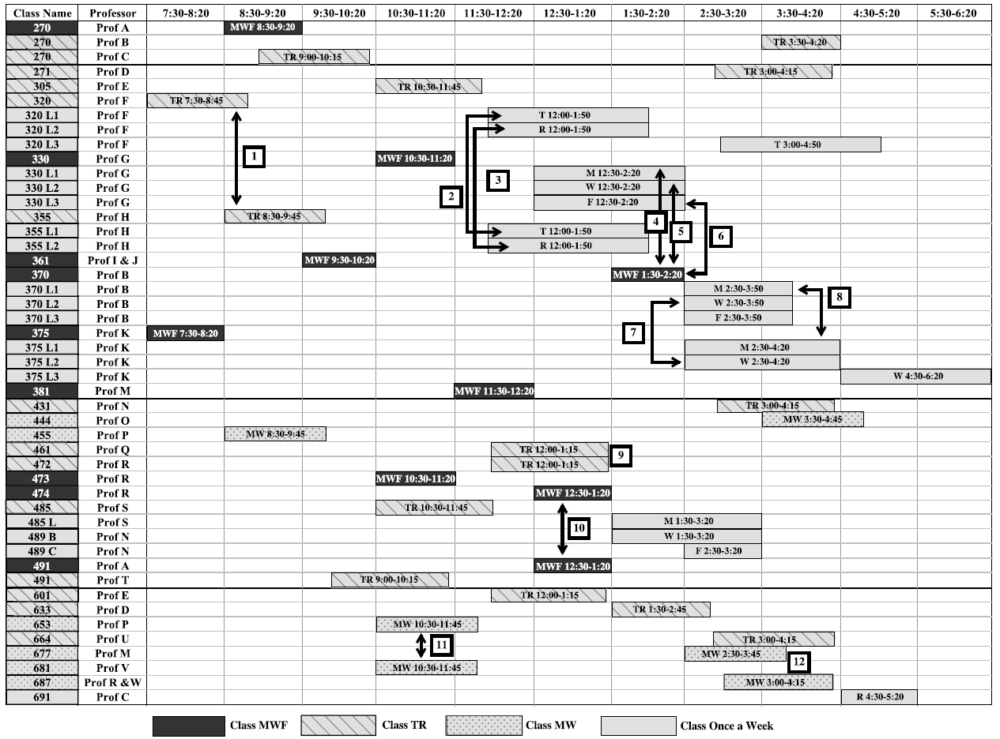 Class Name Professor 7:30-8:20 8:30-9:20 9:30-10:20 10:30-11:20 11:30-12:20 12:30-1:20 1:30-2:20 2:30-3:20 3:30-4:20 4:30-5:20 5:30-6:20
270 Prof A MWF 8:30-9:20
270 Prof B TR 3:30-4:20
270 Prof C TR 9:00-10:15
271 Prof D TR 3:00-4:15
305 Prof E TR 10:30-11:45
320 Prof F TR 7:30-8:45
320 L1 Prof F T 12:00-1:50
320 L2 Prof F R 12:00-1:50
320 L3 Prof F T 3:00-4:50
1
330 Prof G MWF 10:30-11:20
330 L1 Prof G M 12:30-2:20
3
330 L2 Prof G W 12:30-2:20
2
330 L3 Prof G F 12:30-2:20
355 Prof H TR 8:30-9:45
4
355 L1 Prof H T 12:00-1:50
5
6
355 L2 Prof H R 12:00-1:50
361 Prof I & J MWF 9:30-10:20
370 Prof B MWF 1:30-2:20
370 L1 Prof B M 2:30-3:50
8
370 L2 Prof B W 2:30-3:50
370 L3 Prof B F 2:30-3:50
7
375 Prof K MWF 7:30-8:20
375 L1 Prof K M 2:30-4:20
375 L2 Prof K W 2:30-4:20
375 L3 Prof K W 4:30-6:20
381 Prof M MWF 11:30-12:20
431 Prof N TR 3:00-4:15
444 Prof O MW 3:30-4:45
455 Prof P MW 8:30-9:45
461 Prof Q TR 12:00-1:15
9
472 Prof R TR 12:00-1:15
473 Prof R MWF 10:30-11:20
474 Prof R MWF 12:30-1:20
485 Prof S TR 10:30-11:45
485 L Prof S M 1:30-3:20
10
489 B Prof N W 1:30-3:20
489 C Prof N F 2:30-3:20
491 Prof A MWF 12:30-1:20
491 Prof T TR 9:00-10:15
601 Prof E TR 12:00-1:15
633 Prof D TR 1:30-2:45
653 Prof P MW 10:30-11:45
664 Prof U TR 3:00-4:15
11
677 Prof M MW 2:30-3:45
12
681 Prof V MW 10:30-11:45
687 Prof R &W MW 3:00-4:15
691 Prof C R 4:30-5:20
Class MWF Class TR Class MW Class Once a Week